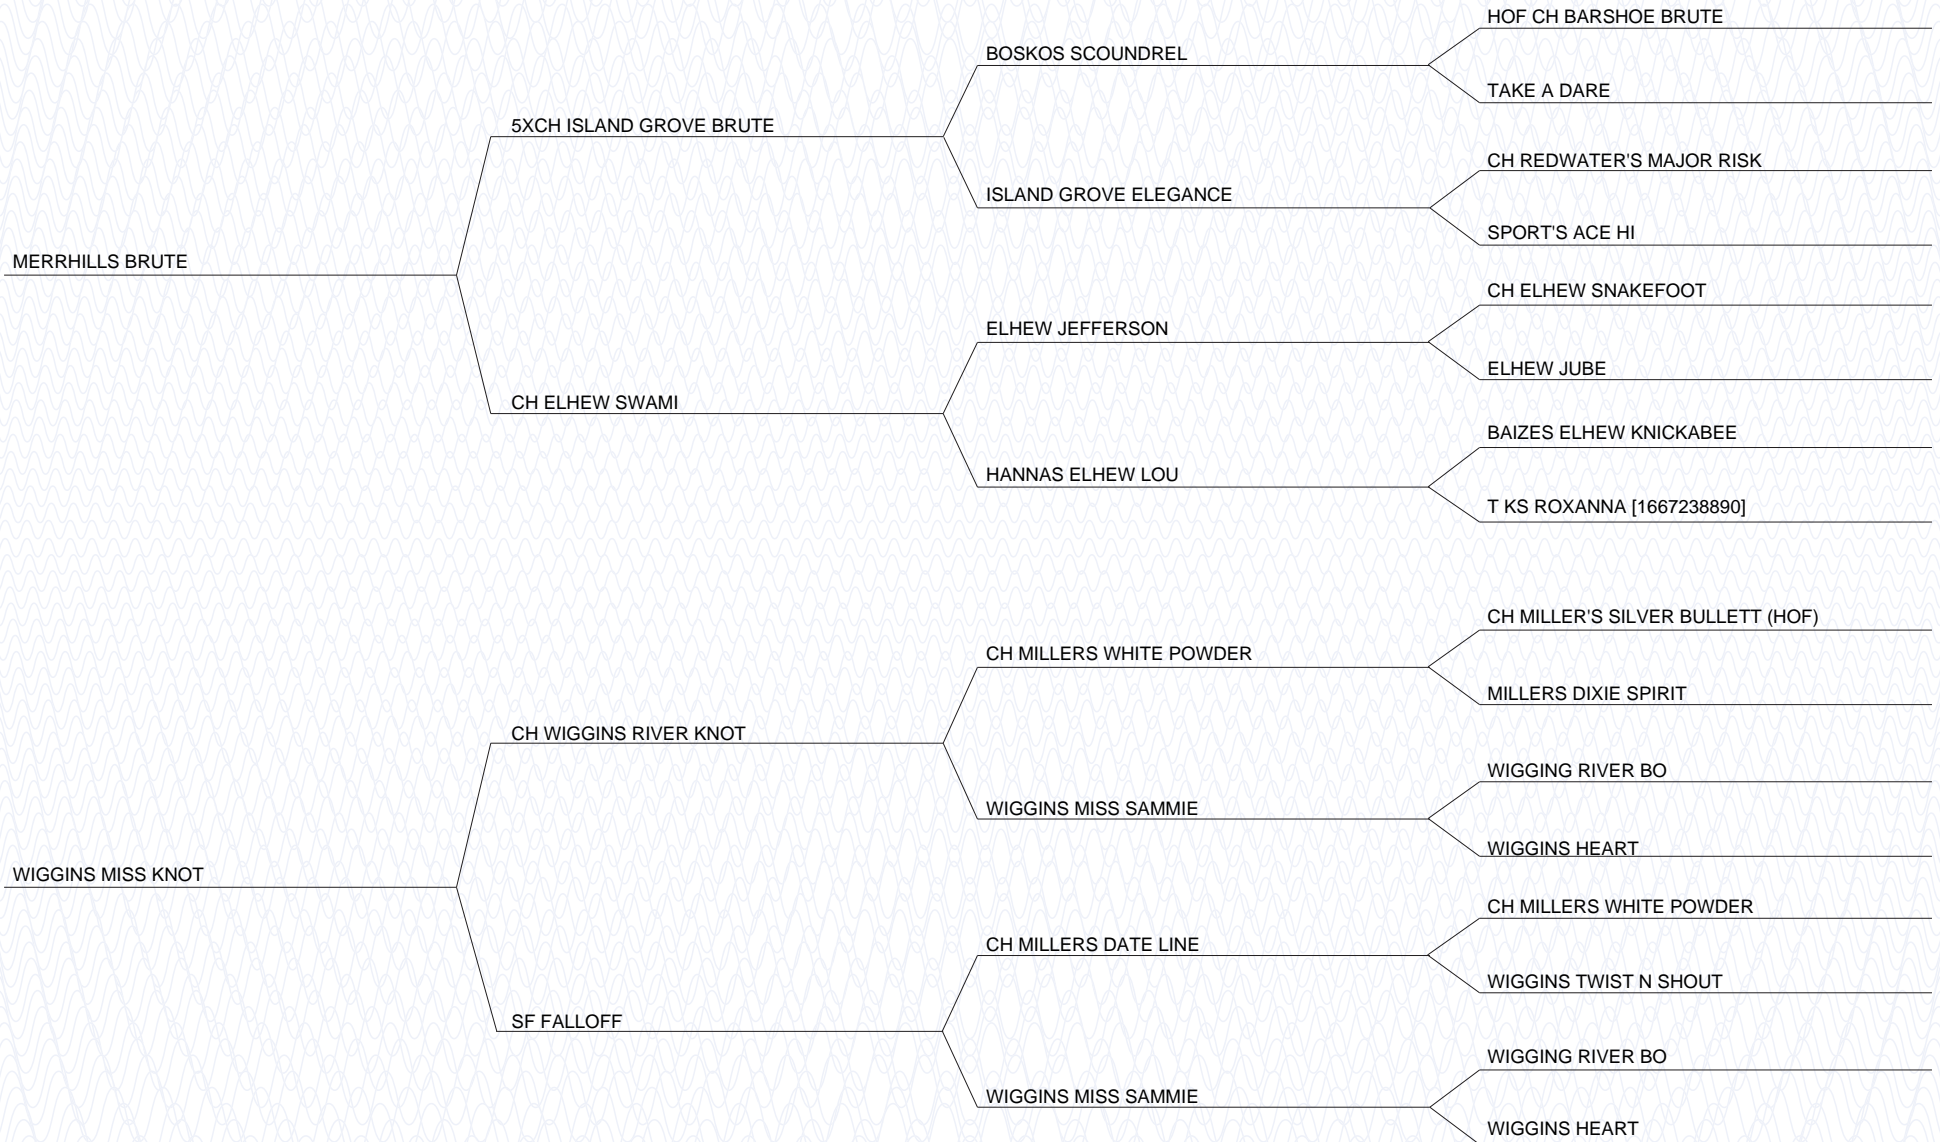 HOF CH BARSHOE BRUTE
BOSKOS SCOUNDREL
TAKE A DARE
5XCH ISLAND GROVE BRUTE
CH REDWATER'S MAJOR RISK
ISLAND GROVE ELEGANCE
SPORT'S ACE HI
MERRHILLS BRUTE
CH ELHEW SNAKEFOOT
ELHEW JEFFERSON
ELHEW JUBE
CH ELHEW SWAMI
BAIZES ELHEW KNICKABEE
HANNAS ELHEW LOU
T KS ROXANNA [1667238890]
CH MILLER'S SILVER BULLETT (HOF)
CH MILLERS WHITE POWDER
MILLERS DIXIE SPIRIT
CH WIGGINS RIVER KNOT
WIGGING RIVER BO
WIGGINS MISS SAMMIE
WIGGINS HEART
WIGGINS MISS KNOT
CH MILLERS WHITE POWDER
CH MILLERS DATE LINE
WIGGINS TWIST N SHOUT
SF FALLOFF
WIGGING RIVER BO
WIGGINS MISS SAMMIE
WIGGINS HEART